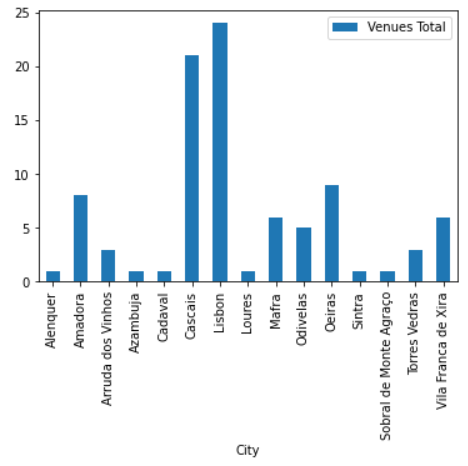 25
20
15
10
5
0
Venues Total
Alenquer
Amadora
Arruda dos Vinhos
Azambuja
Cadaval
Cascais
Lisbon
Loures
Mafra
Odivelas
Oeiras
Sintra
Sobral de Monte Agraço
Torres Vedras
Vila Franca de Xira
City